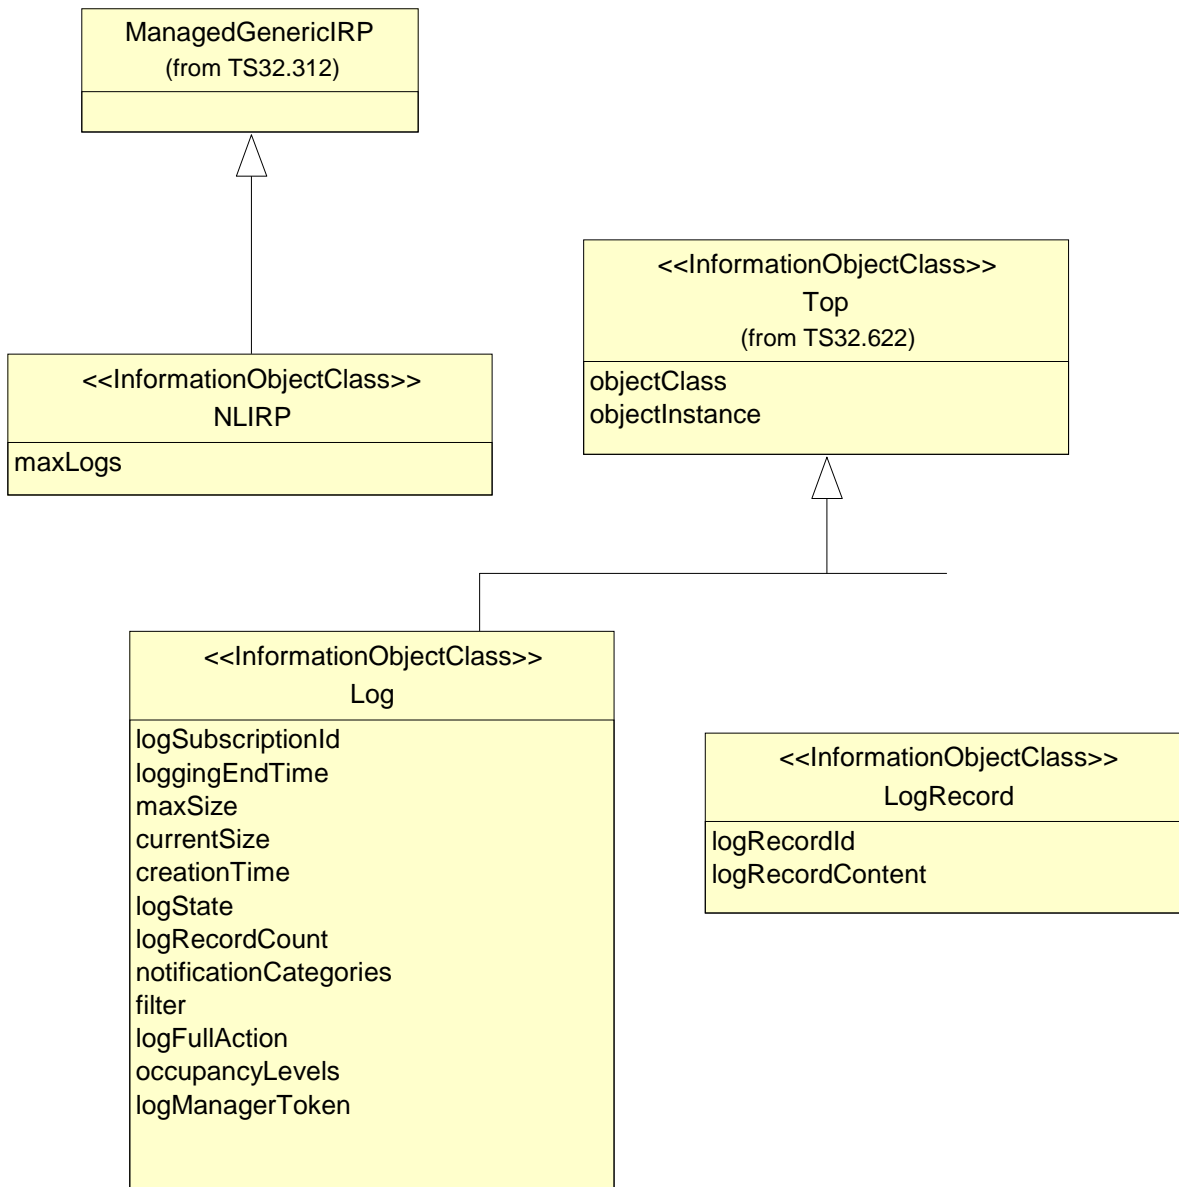 ManagedGenericIRP
(from TS32.312)
<<InformationObjectClass>>
Top
(from TS32.622)
objectClass
objectInstance
<<InformationObjectClass>>
NLIRP
maxLogs
<<InformationObjectClass>>
Log
logSubscriptionId
loggingEndTime
maxSize
currentSize
creationTime
logState
logRecordCount
notificationCategories
filter
logFullAction
occupancyLevels
logManagerToken
<<InformationObjectClass>>
LogRecord
logRecordId
logRecordContent